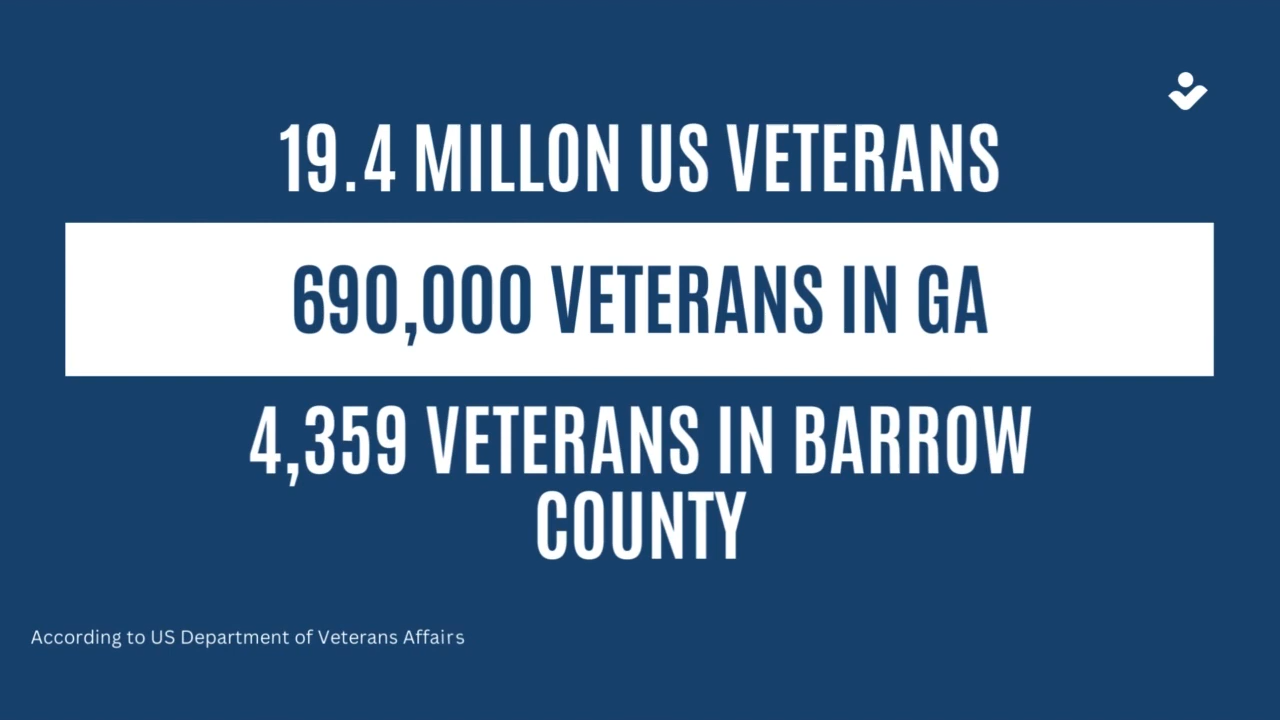 19.4 MILLON US VETERANS
690,000 VETERANS IN GA
4,359 VETERANS IN BARROW
COUNTY
According to US Department of Veterans Affairs